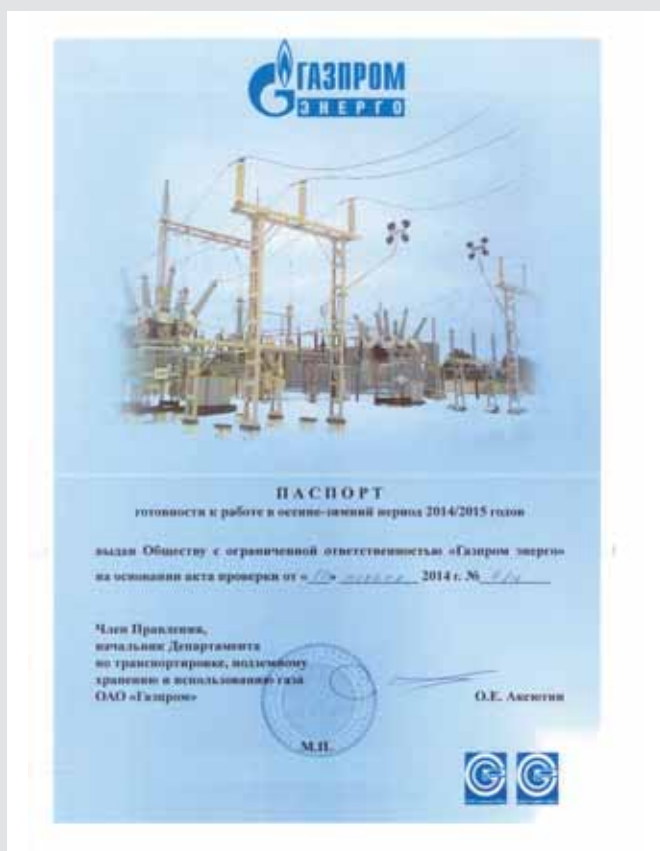 ГАЗПРОМ
ЭНЕРГО
ПАСПОРТ
готовности к работе в осенне-зимний период 2014/2015 годов
выдан Обществу с ограниченной ответственностью «Газпром энерго»
на основании акта проверки от « » 2014 г. №
Член Правления,
начальник Департамента
по транспортировке, подземному
хранению и использованию газа
ОАО «Газпром»
О.Е. Аксютин
М.П.